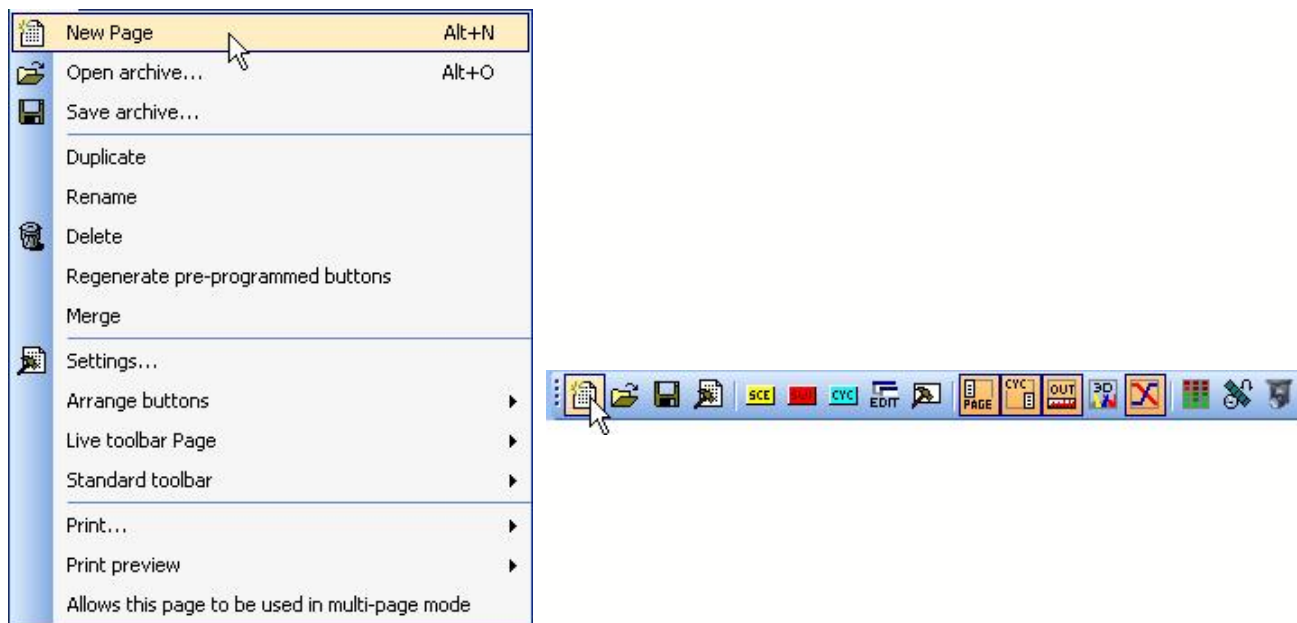 New Page Alt+N
Open archive... Alt+O
Save archive...
Duplicate
Rename
Delete
Regenerate pre-programmed buttons
Merge
Settings...
Arrange buttons
Live toolbar Page
Standard toolbar
Print...
Print preview
Allows this page to be used in multi-page mode
SCE CYC EDIT PAGE CYC OUT 3D